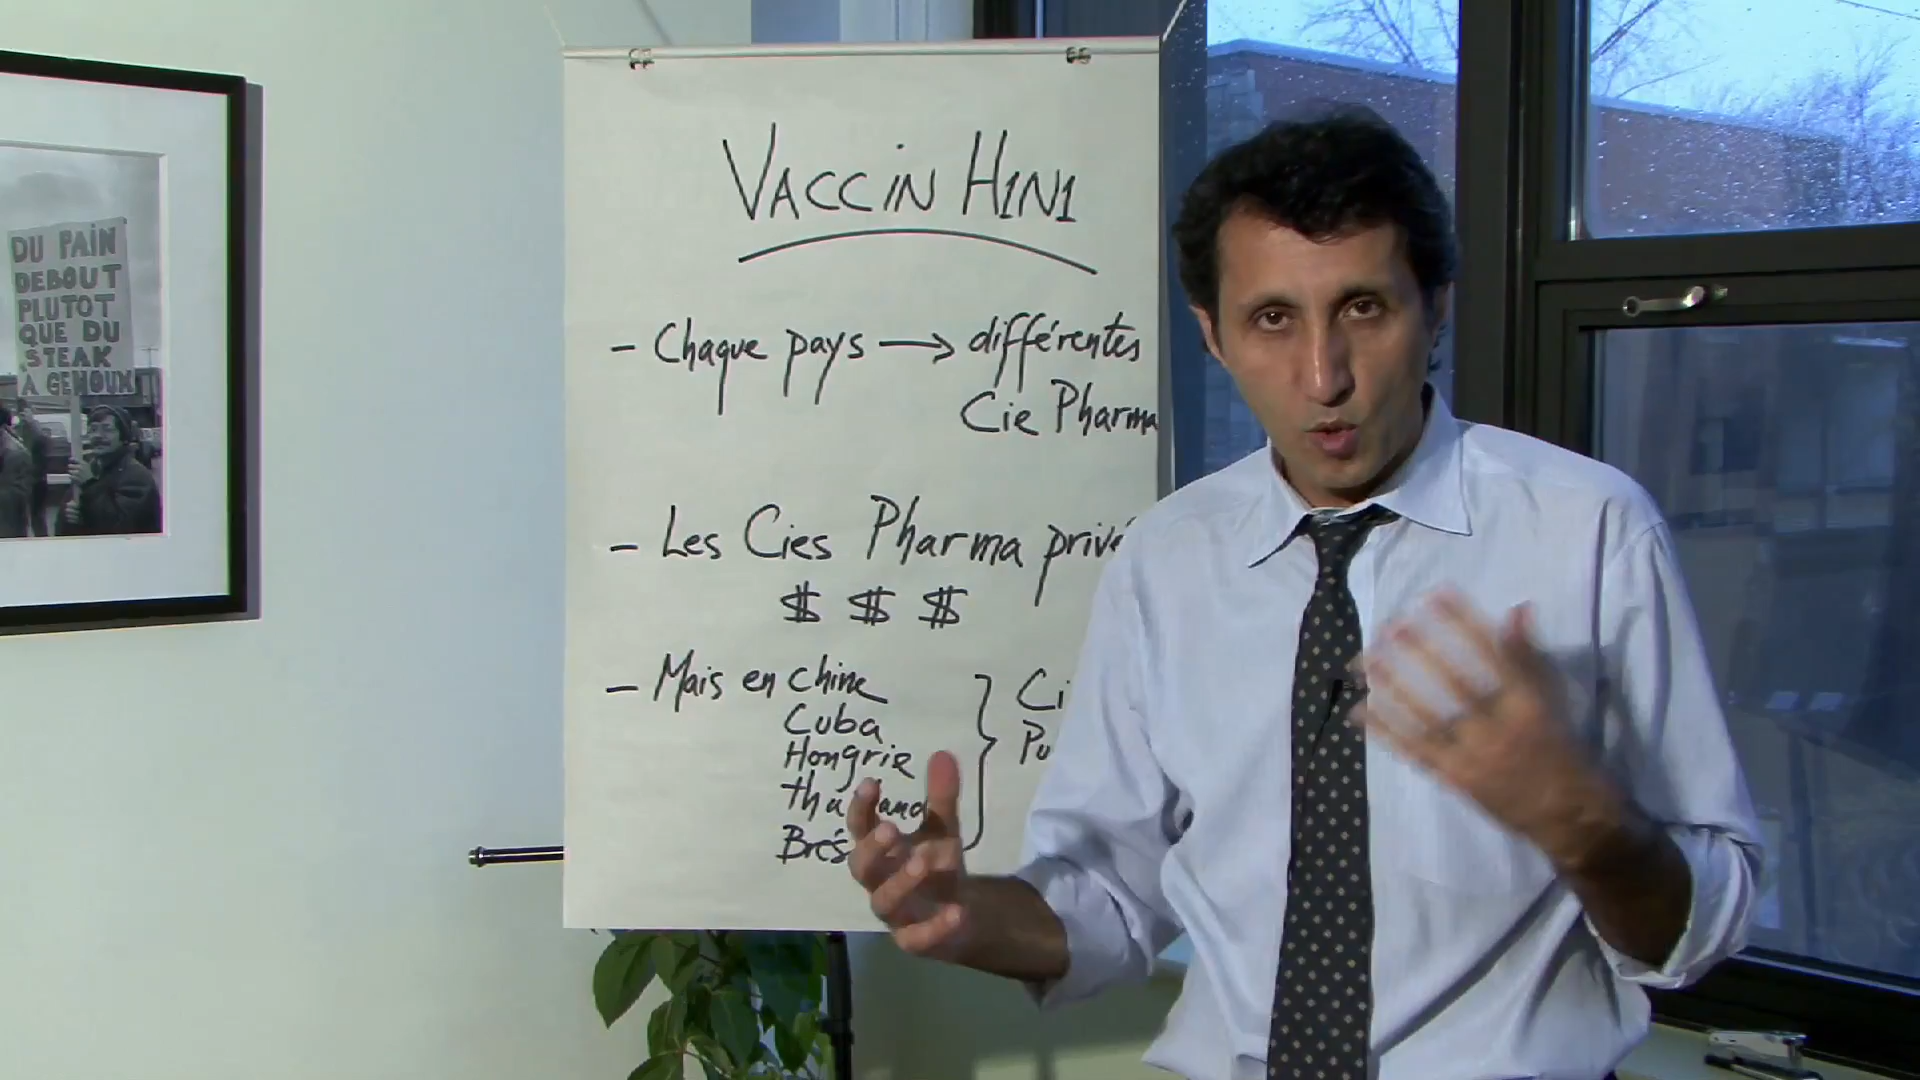 DU PAIN
DEBOUT
PLUTOT
QUE DU
STEAK
A GENOUX
VACCIN H1N1
- Chaque pays → différentes
Cie Pharma
- Les Cies Pharma
$ $ $
- Mais en Chine
Cuba
Hongrie